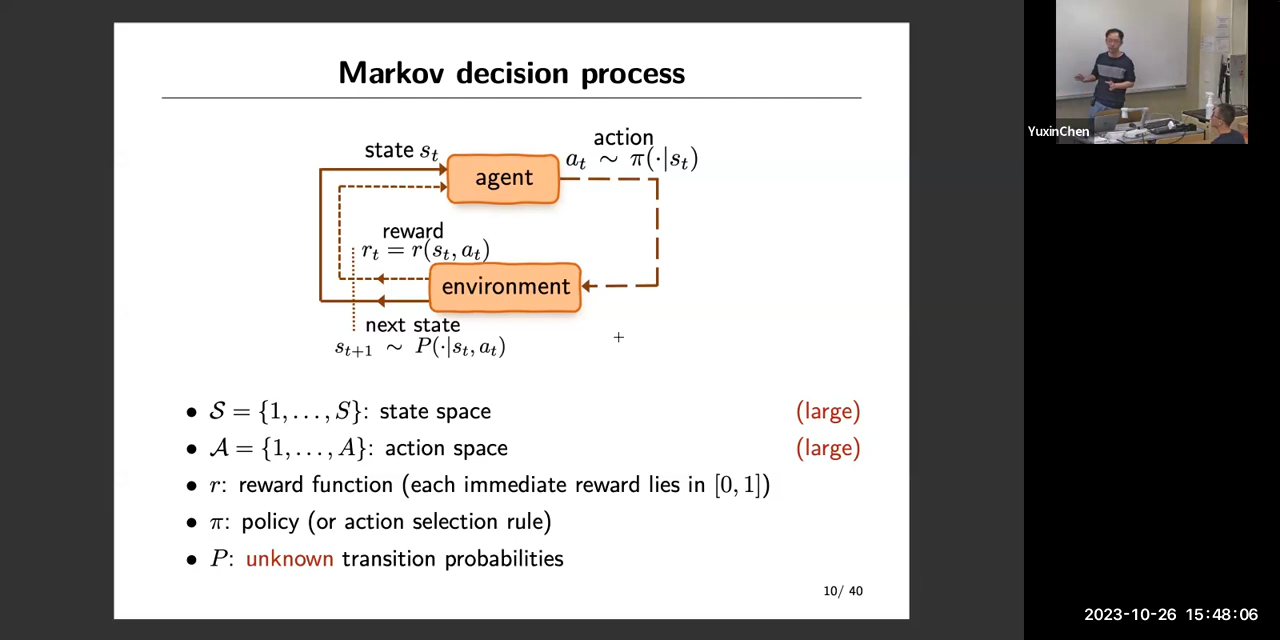 Markov decision process
action
state s_t
a_t ∼ π(·|s_t)
agent
reward
r_t = r(s_t, a_t)
environment
next state
s_{t+1} ∼ P(·|s_t, a_t)
• 𝒮 = {1, . . . , S}: state space (large)
• 𝒜 = {1, . . . , A}: action space (large)
• r: reward function (each immediate reward lies in [0, 1])
• π: policy (or action selection rule)
• P: unknown transition probabilities
10/ 40
YuxinChen
2023-10-26 15:48:06